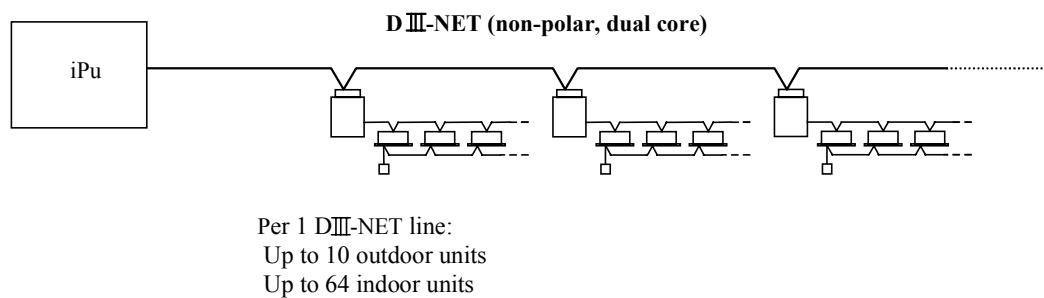 DⅢ-NET (non-polar, dual core)
iPu
Per 1 DⅢ-NET line:
Up to 10 outdoor units
Up to 64 indoor units